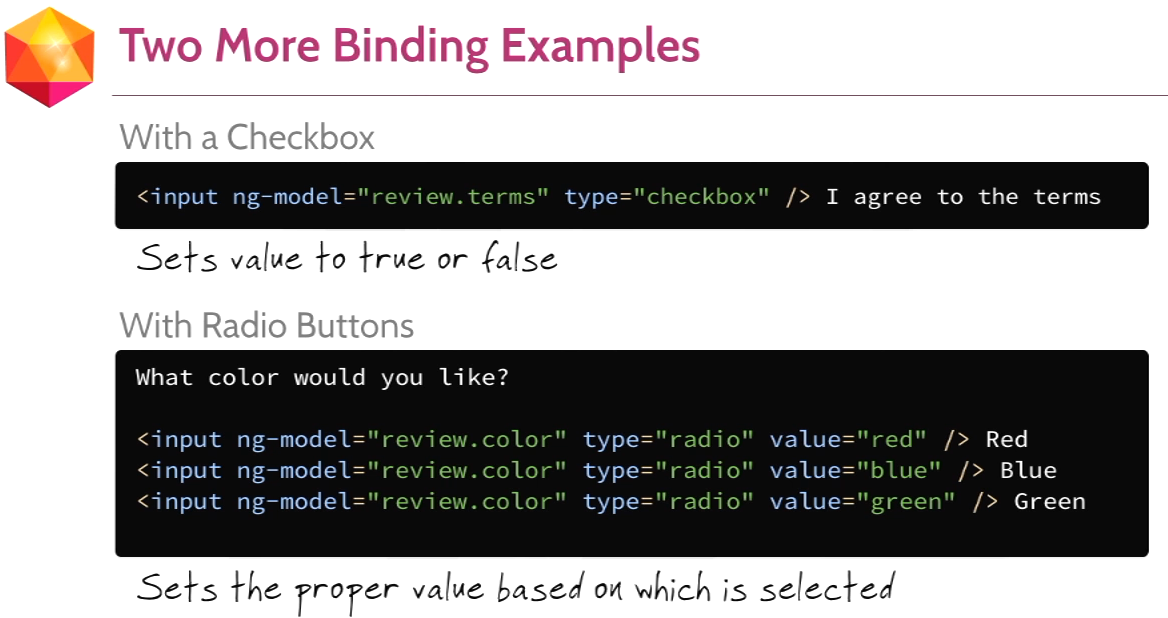 Two More Binding Examples
With a Checkbox
<input ng-model="review.terms" type="checkbox" /> I agree to the terms
Sets value to true or false
With Radio Buttons
What color would you like?
<input ng-model="review.color" type="radio" value="red" /> Red
<input ng-model="review.color" type="radio" value="blue" /> Blue
<input ng-model="review.color" type="radio" value="green" /> Green
Sets the proper value based on which is selected